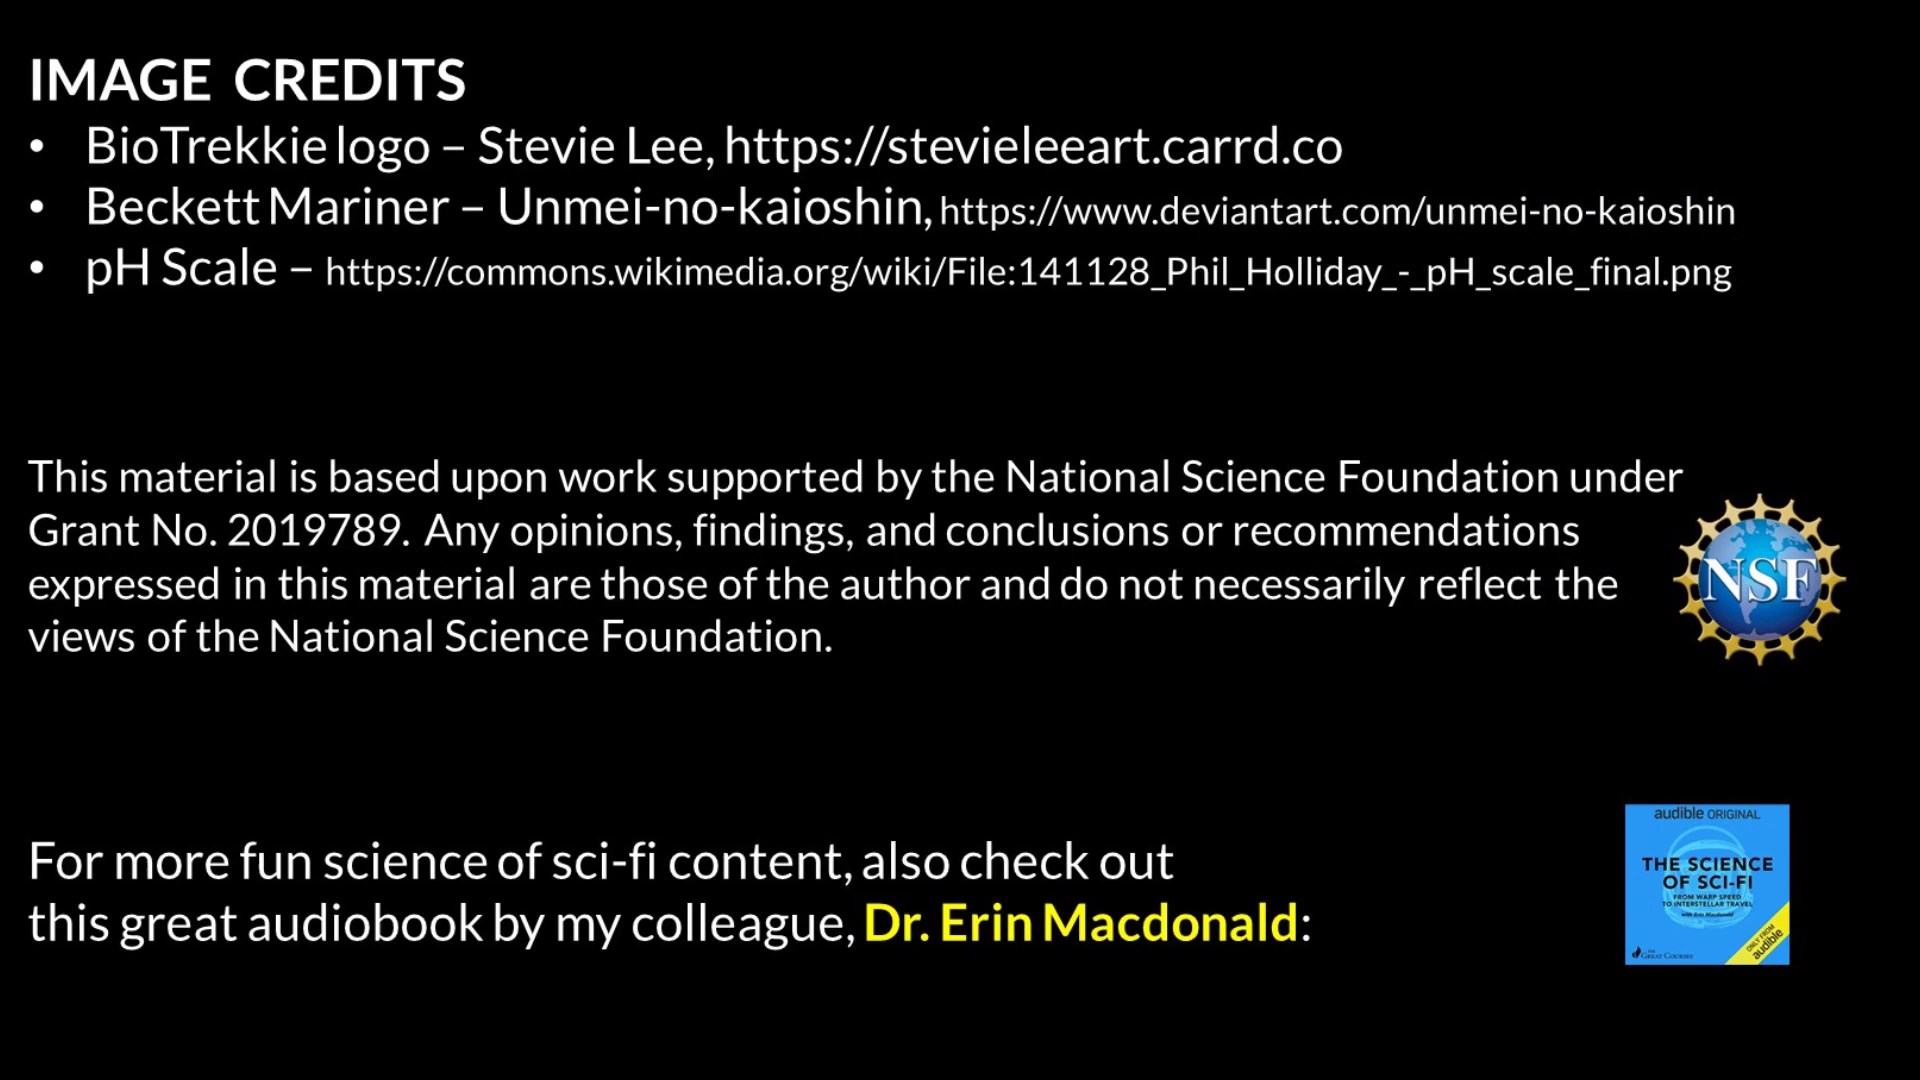 IMAGE CREDITS
• BioTrekkie logo – Stevie Lee, https://stevieleeart.carrd.co
• Beckett Mariner – Unmei-no-kaioshin, https://www.deviantart.com/unmei-no-kaioshin
• pH Scale – https://commons.wikimedia.org/wiki/File:141128_Phil_Holliday_-_pH_scale_final.png
This material is based upon work supported by the National Science Foundation under
Grant No. 2019789. Any opinions, findings, and conclusions or recommendations
expressed in this material are those of the author and do not necessarily reflect the
views of the National Science Foundation.
NSF
For more fun science of sci-fi content, also check out
this great audiobook by my colleague, Dr. Erin Macdonald:
audible ORIGINAL
THE SCIENCE
OF SCI-FI
FROM WARP SPEED
TO INTERSTELLAR TRAVEL
with Erin Macdonald
ONLY FROM
audible
THE
GREAT COURSES